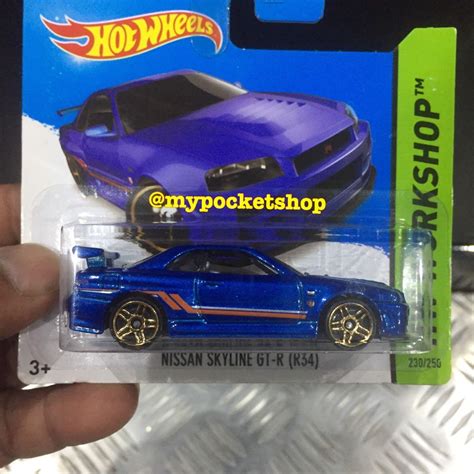 Hot Wheels
WORKSHOP™
@mypocketshop
NISSAN SKYLINE GT-R (R34)
3+
230/250